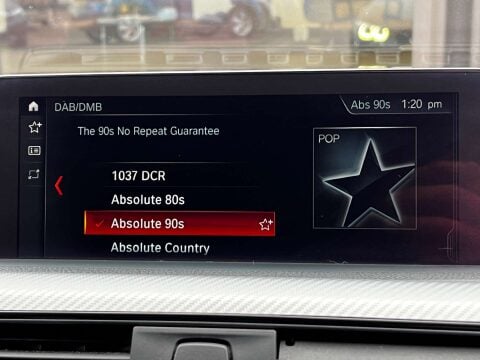 DAB/DMB
Abs 90s 1:20 pm
The 90s No Repeat Guarantee
POP
1037 DCR
Absolute 80s
Absolute 90s
Absolute Country